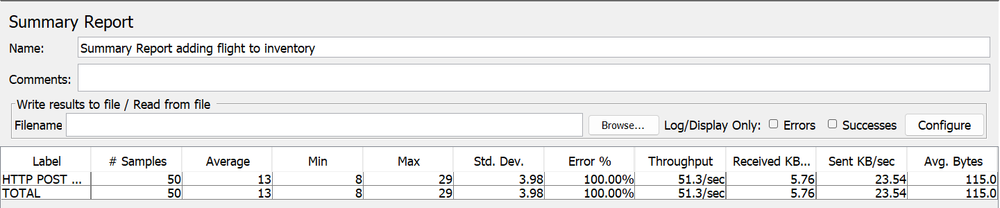 Summary Report
Name: Summary Report adding flight to inventory
Comments:
Write results to file / Read from file
Filename Browse... Log/Display Only: Errors Successes Configure
Label # Samples Average Min Max Std. Dev. Error % Throughput Received KB... Sent KB/sec Avg. Bytes
HTTP POST ... 50 13 8 29 3.98 100.00% 51.3/sec 5.76 23.54 115.0
TOTAL 50 13 8 29 3.98 100.00% 51.3/sec 5.76 23.54 115.0